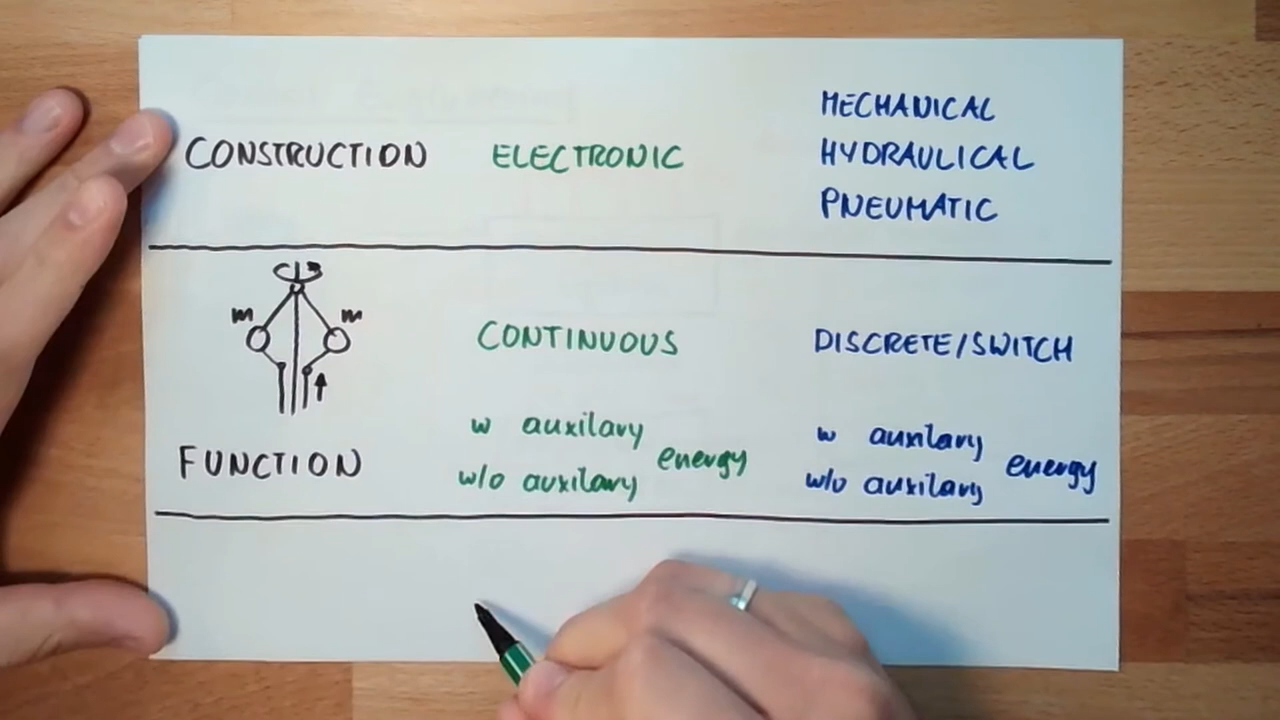 MECHANICAL
CONSTRUCTION ELECTRONIC HYDRAULICAL
PNEUMATIC
m m
CONTINUOUS DISCRETE/SWITCH
w auxilary w auxilary
FUNCTION energy energy
w/o auxilary w/o auxilary